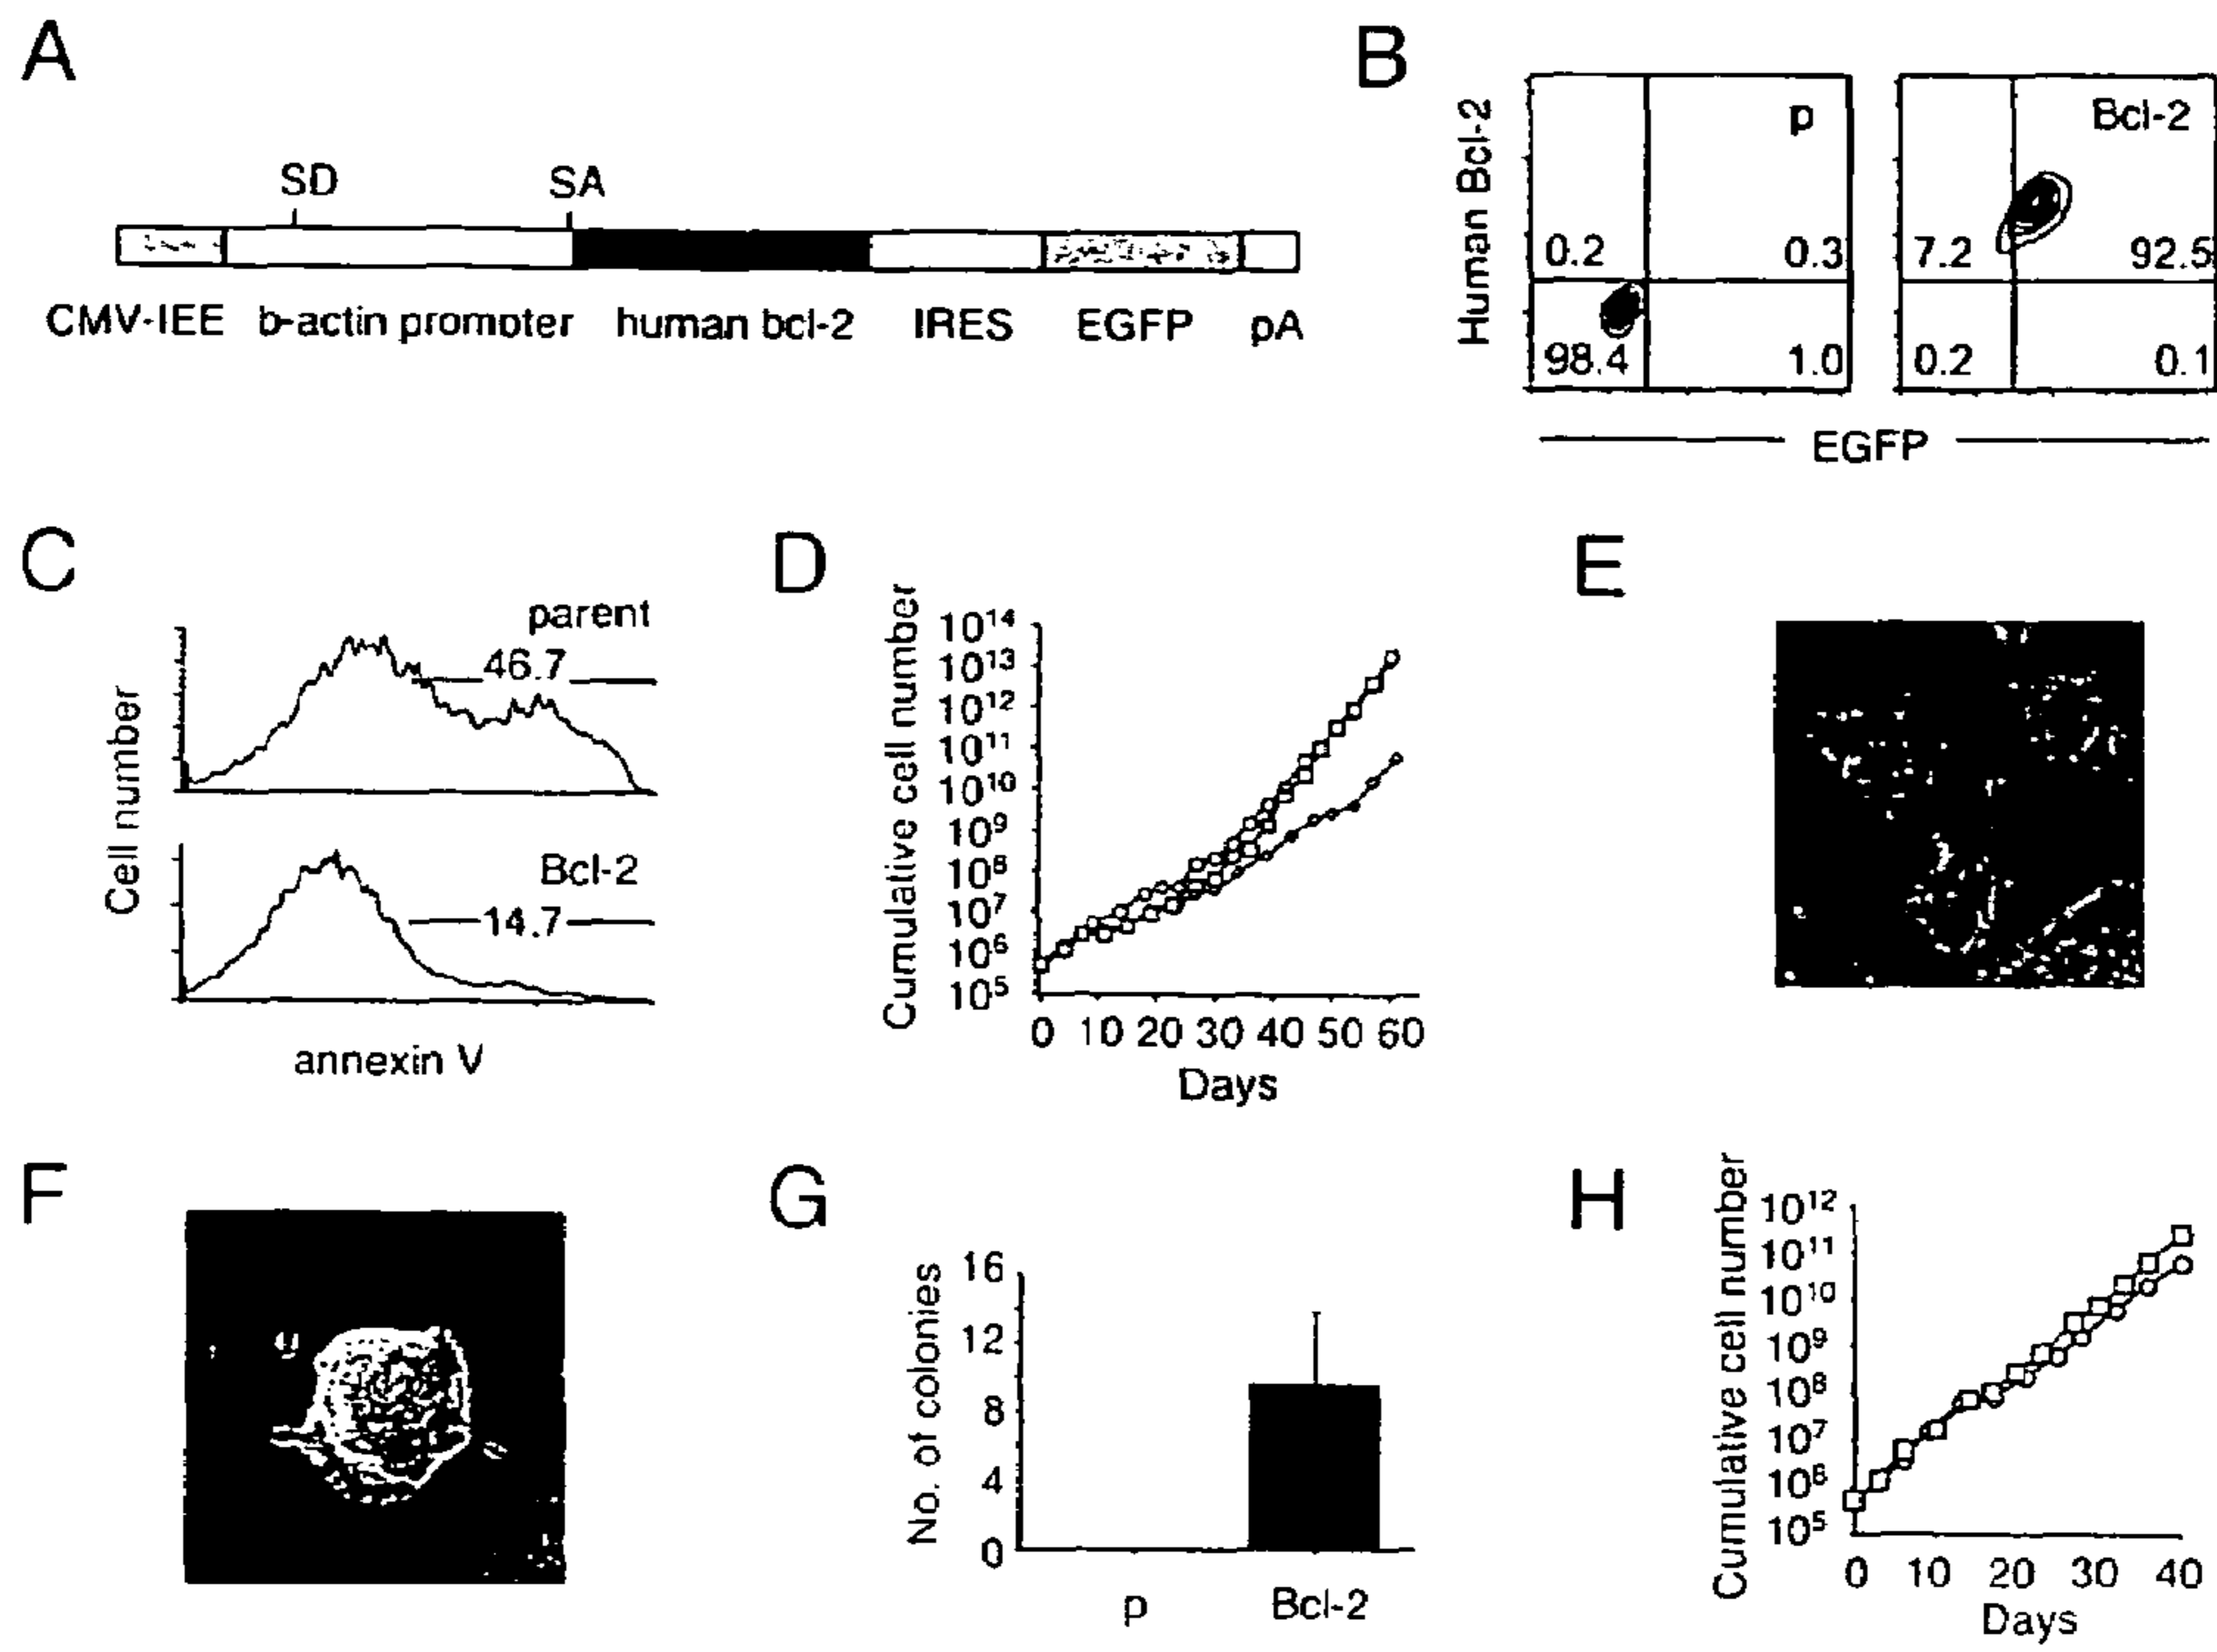 A
SD SA
CMV-IEE b-actin promoter human bcl-2 IRES EGFP pA
B
Human Bcl-2
p
0.2 0.3
98.4 1.0
Bcl-2
7.2 92.5
0.2 0.1
EGFP
C
Cell number
parent
46.7
Bcl-2
14.7
annexin V
D
Cumulative cell number
10¹⁴
10¹³
10¹²
10¹¹
10¹⁰
10⁹
10⁸
10⁷
10⁶
10⁵
0 10 20 30 40 50 60
Days
E
F
G
No. of colonies
16
12
8
4
0
p Bcl-2
H
Cumulative cell number
10¹²
10¹¹
10¹⁰
10⁹
10⁸
10⁷
10⁶
10⁵
0 10 20 30 40
Days